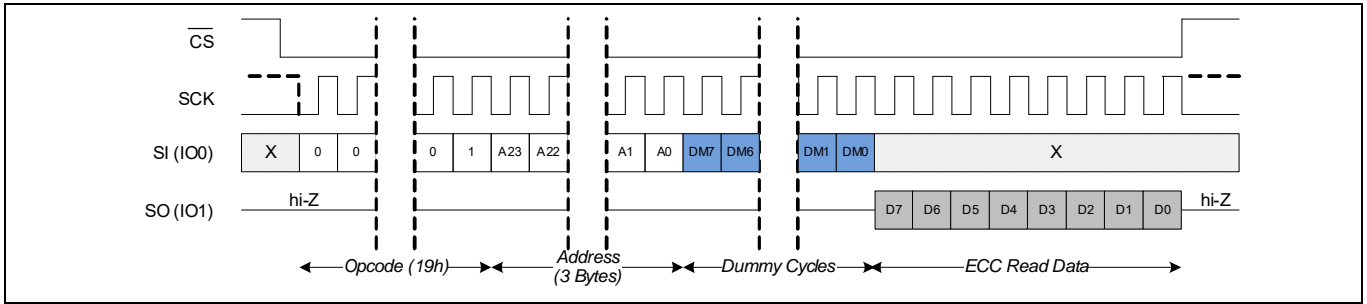 CS
SCK
SI (IO0) X 0 0 0 1 A23 A22 A1 A0 DM7 DM6 DM1 DM0 X
SO (IO1) hi-Z D7 D6 D5 D4 D3 D2 D1 D0 hi-Z
Opcode (19h) Address (3 Bytes) Dummy Cycles ECC Read Data